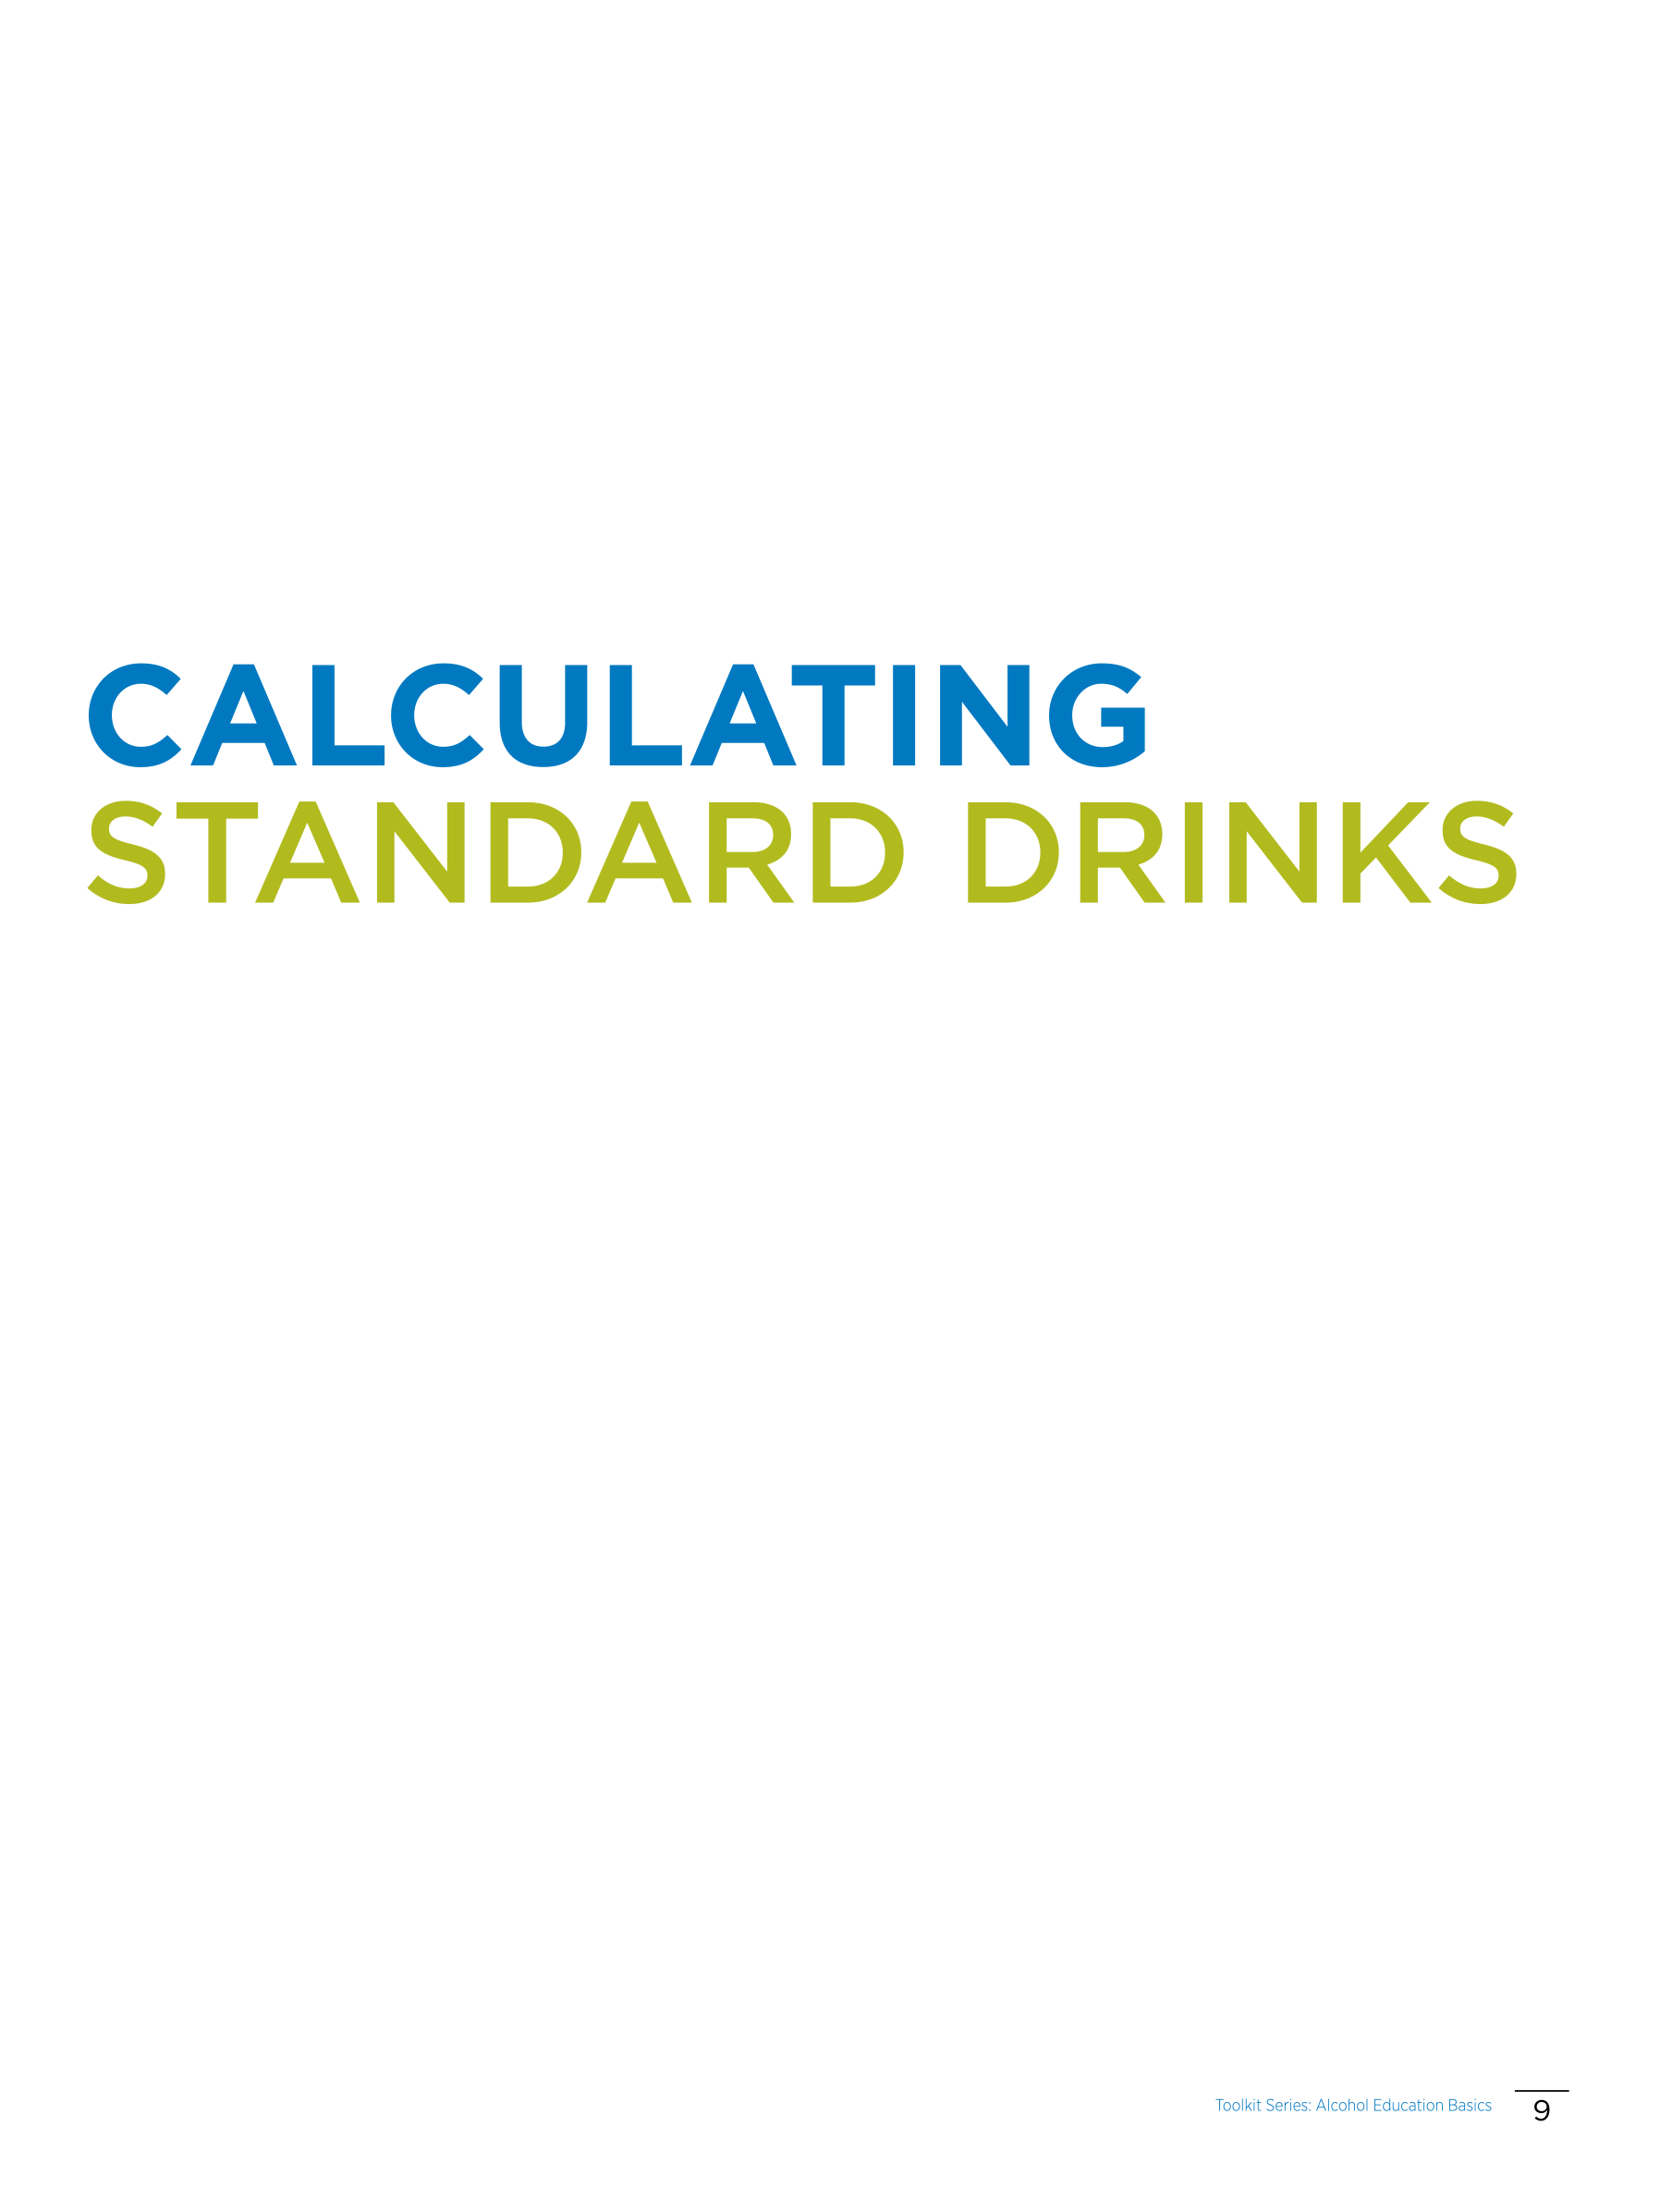 CALCULATING
STANDARD DRINKS
Toolkit Series: Alcohol Education Basics
9